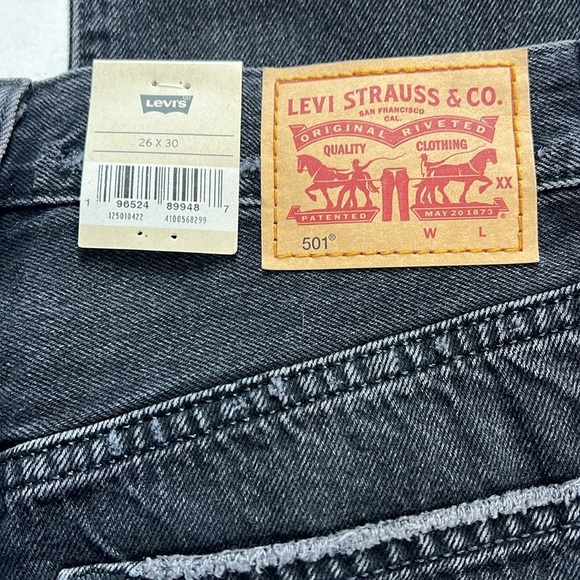 Levi's
26 X 30
1 96524 89948 7
125010422 4100568299
LEVI STRAUSS & CO.
SAN FRANCISCO
CAL.
ORIGINAL RIVETED
QUALITY CLOTHING
XX
PATENTED MAY 20 1873
501® W L